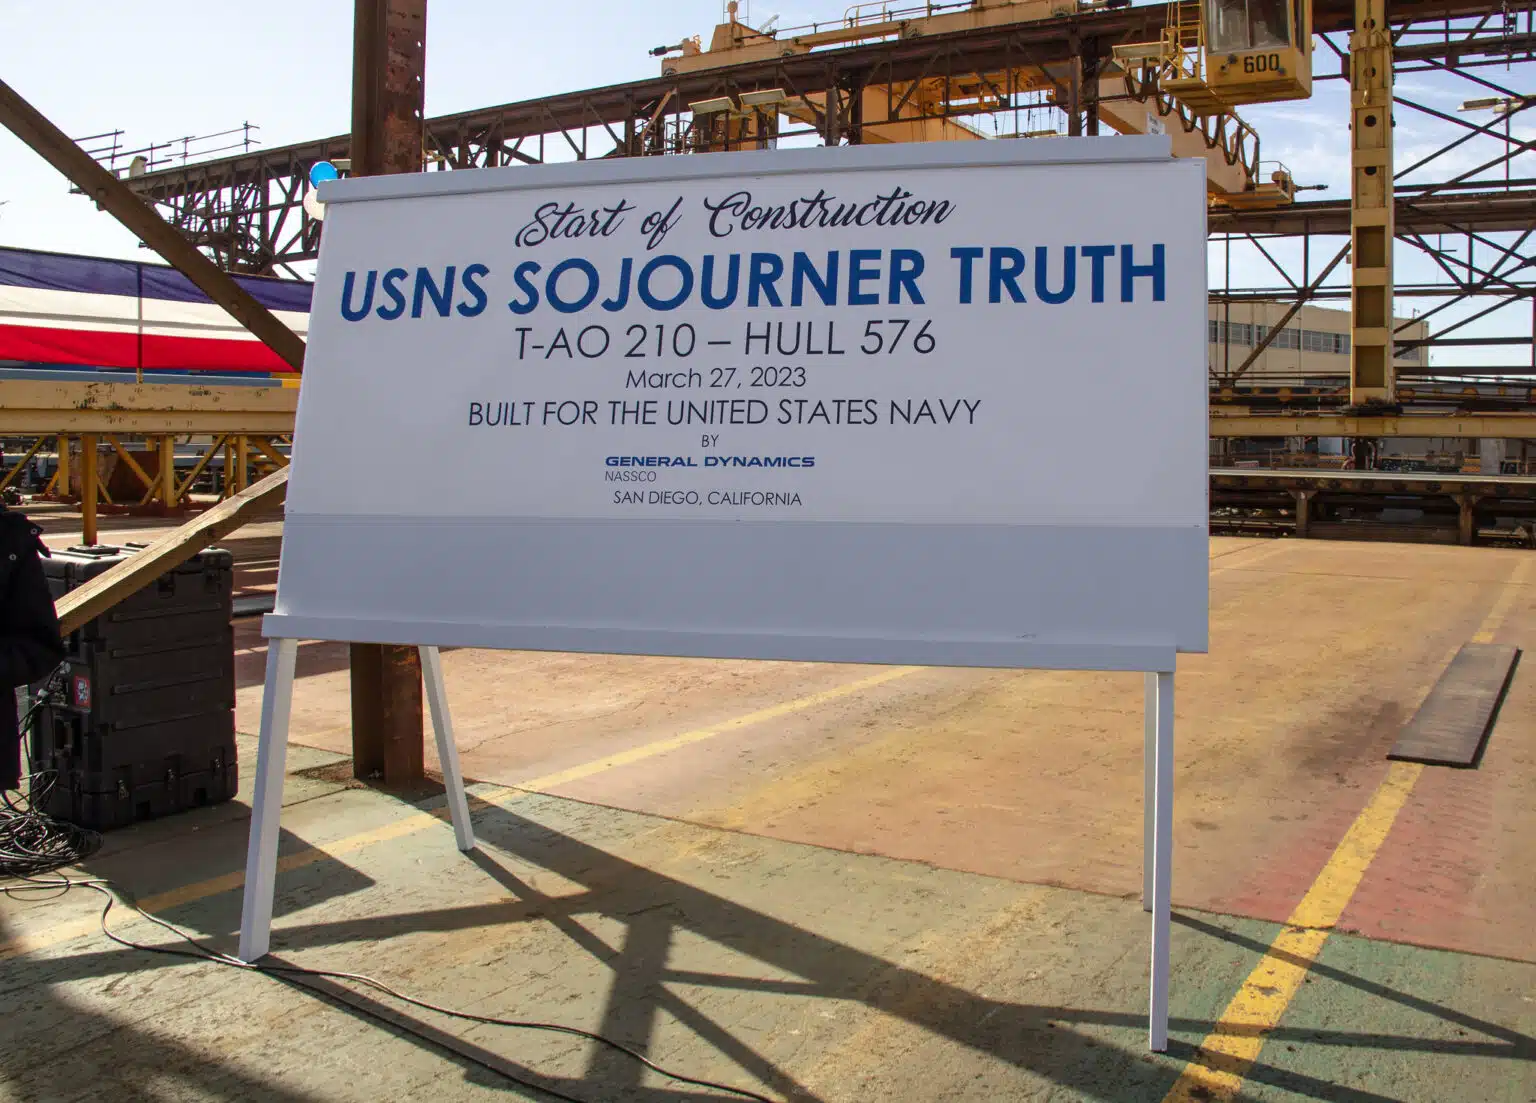 600
Start of Construction
USNS SOJOURNER TRUTH
T-AO 210 – HULL 576
March 27, 2023
BUILT FOR THE UNITED STATES NAVY
BY
GENERAL DYNAMICS
NASSCO
SAN DIEGO, CALIFORNIA